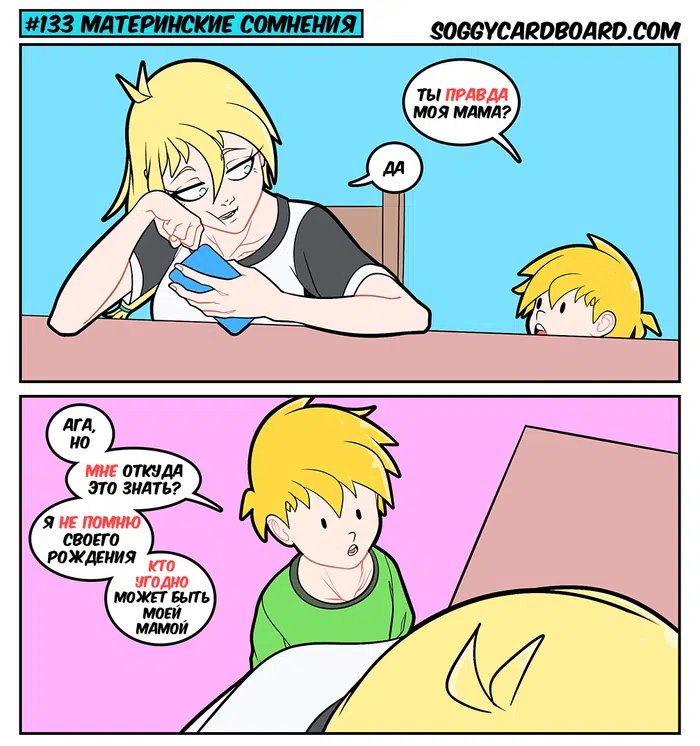 #133 МАТЕРИНСКИЕ СОМНЕНИЯ
SOGGYCARDBOARD.COM
ТЫ ПРАВДА
МОЯ МАМА?
ДА
АГА,
НО
МНЕ ОТКУДА
ЭТО ЗНАТЬ?
Я НЕ ПОМНЮ
СВОЕГО
РОЖДЕНИЯ
КТО
УГОДНО
МОЖЕТ БЫТЬ
МОЕЙ
МАМОЙ